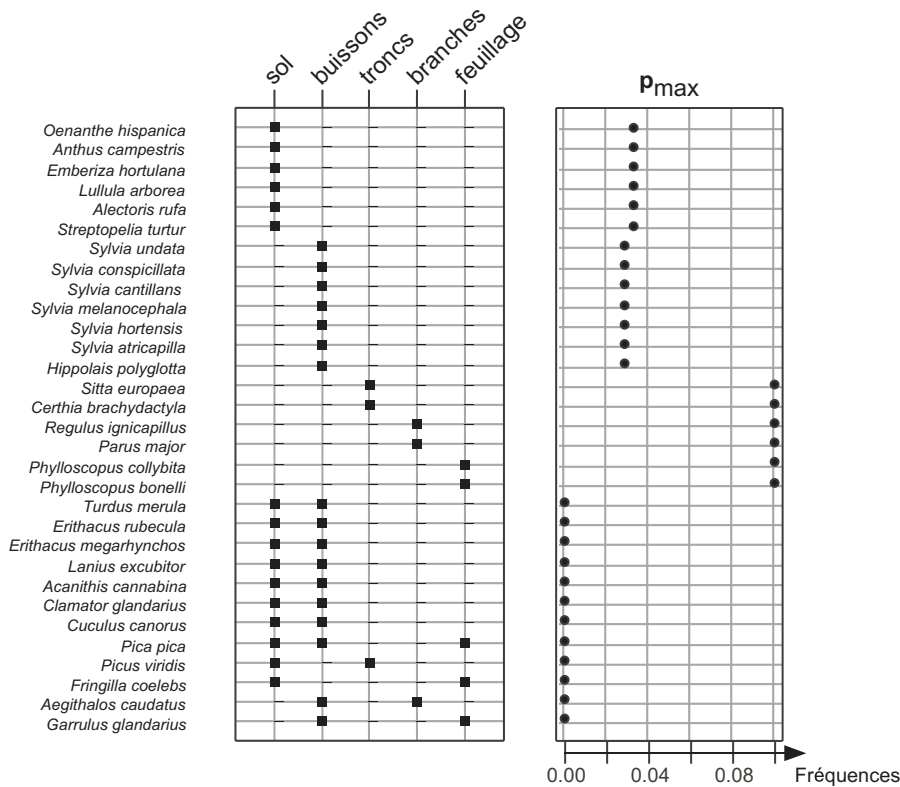 sol
buissons
troncs
branches
feuillage
p max
Oenanthe hispanica
Anthus campestris
Emberiza hortulana
Lullula arborea
Alectoris rufa
Streptopelia turtur
Sylvia undata
Sylvia conspicillata
Sylvia cantillans
Sylvia melanocephala
Sylvia hortensis
Sylvia atricapilla
Hippolais polyglotta
Sitta europaea
Certhia brachydactyla
Regulus ignicapillus
Parus major
Phylloscopus collybita
Phylloscopus bonelli
Turdus merula
Erithacus rubecula
Erithacus megarhynchos
Lanius excubitor
Acanithis cannabina
Clamator glandarius
Cuculus canorus
Pica pica
Picus viridis
Fringilla coelebs
Aegithalos caudatus
Garrulus glandarius
0.00 0.04 0.08 Fréquences